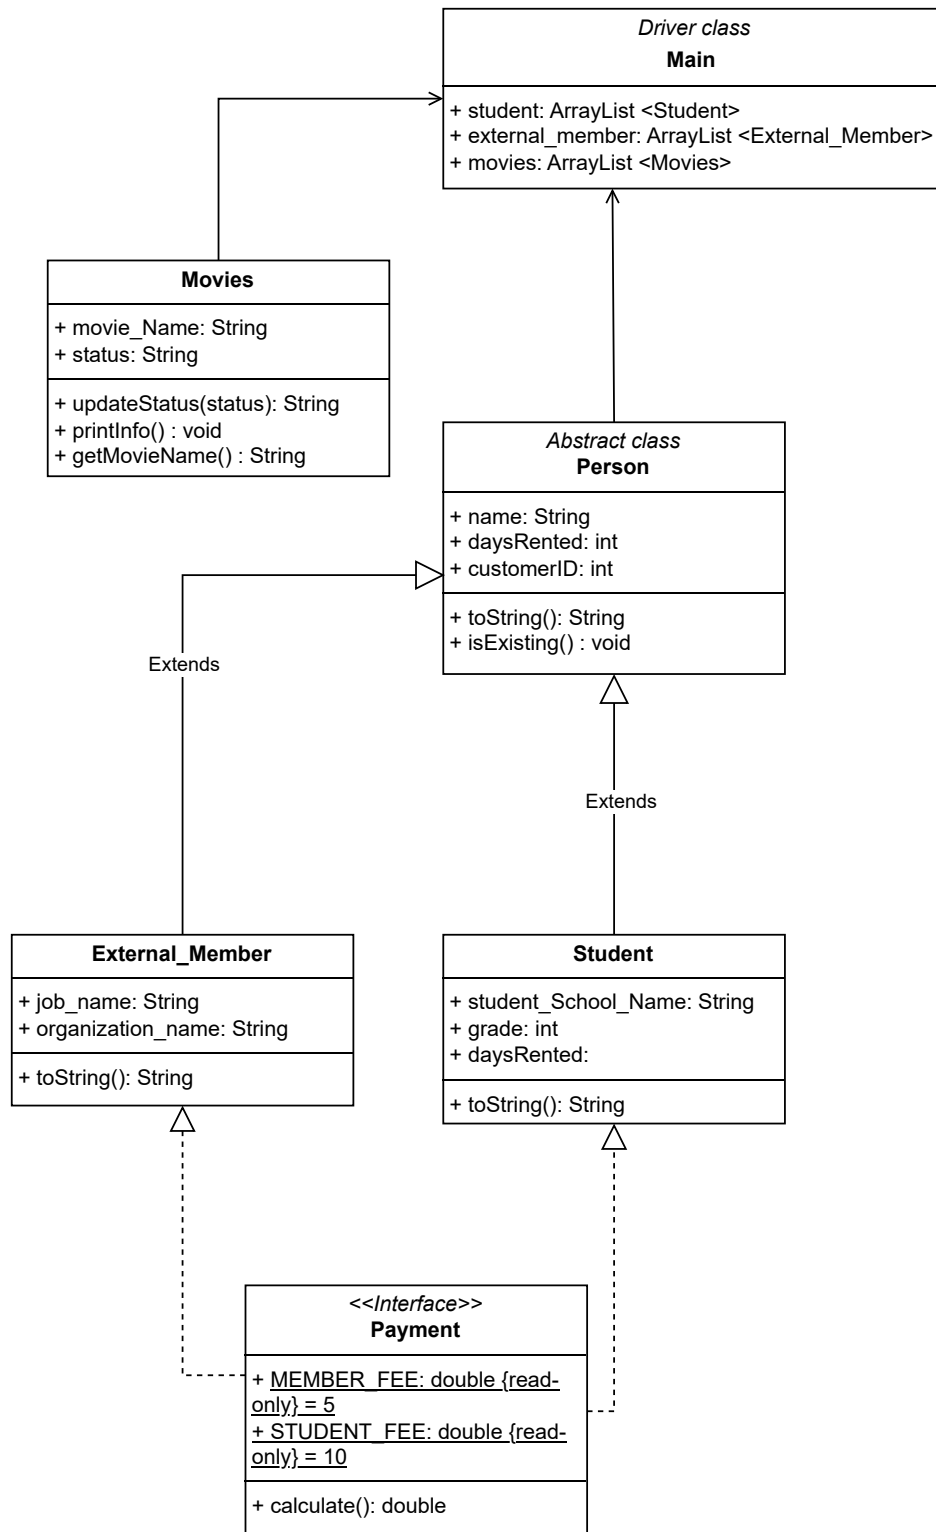 Driver class
Main
+ student: ArrayList <Student>
+ external_member: ArrayList <External_Member>
+ movies: ArrayList <Movies>
Movies
+ movie_Name: String
+ status: String
+ updateStatus(status): String
+ printInfo() : void
+ getMovieName() : String
Abstract class
Person
+ name: String
+ daysRented: int
+ customerID: int
+ toString(): String
+ isExisting() : void
Extends
Extends
External_Member
+ job_name: String
+ organization_name: String
+ toString(): String
Student
+ student_School_Name: String
+ grade: int
+ daysRented:
+ toString(): String
<<Interface>>
Payment
+ MEMBER_FEE: double {read-
only} = 5
+ STUDENT_FEE: double {read-
only} = 10
+ calculate(): double